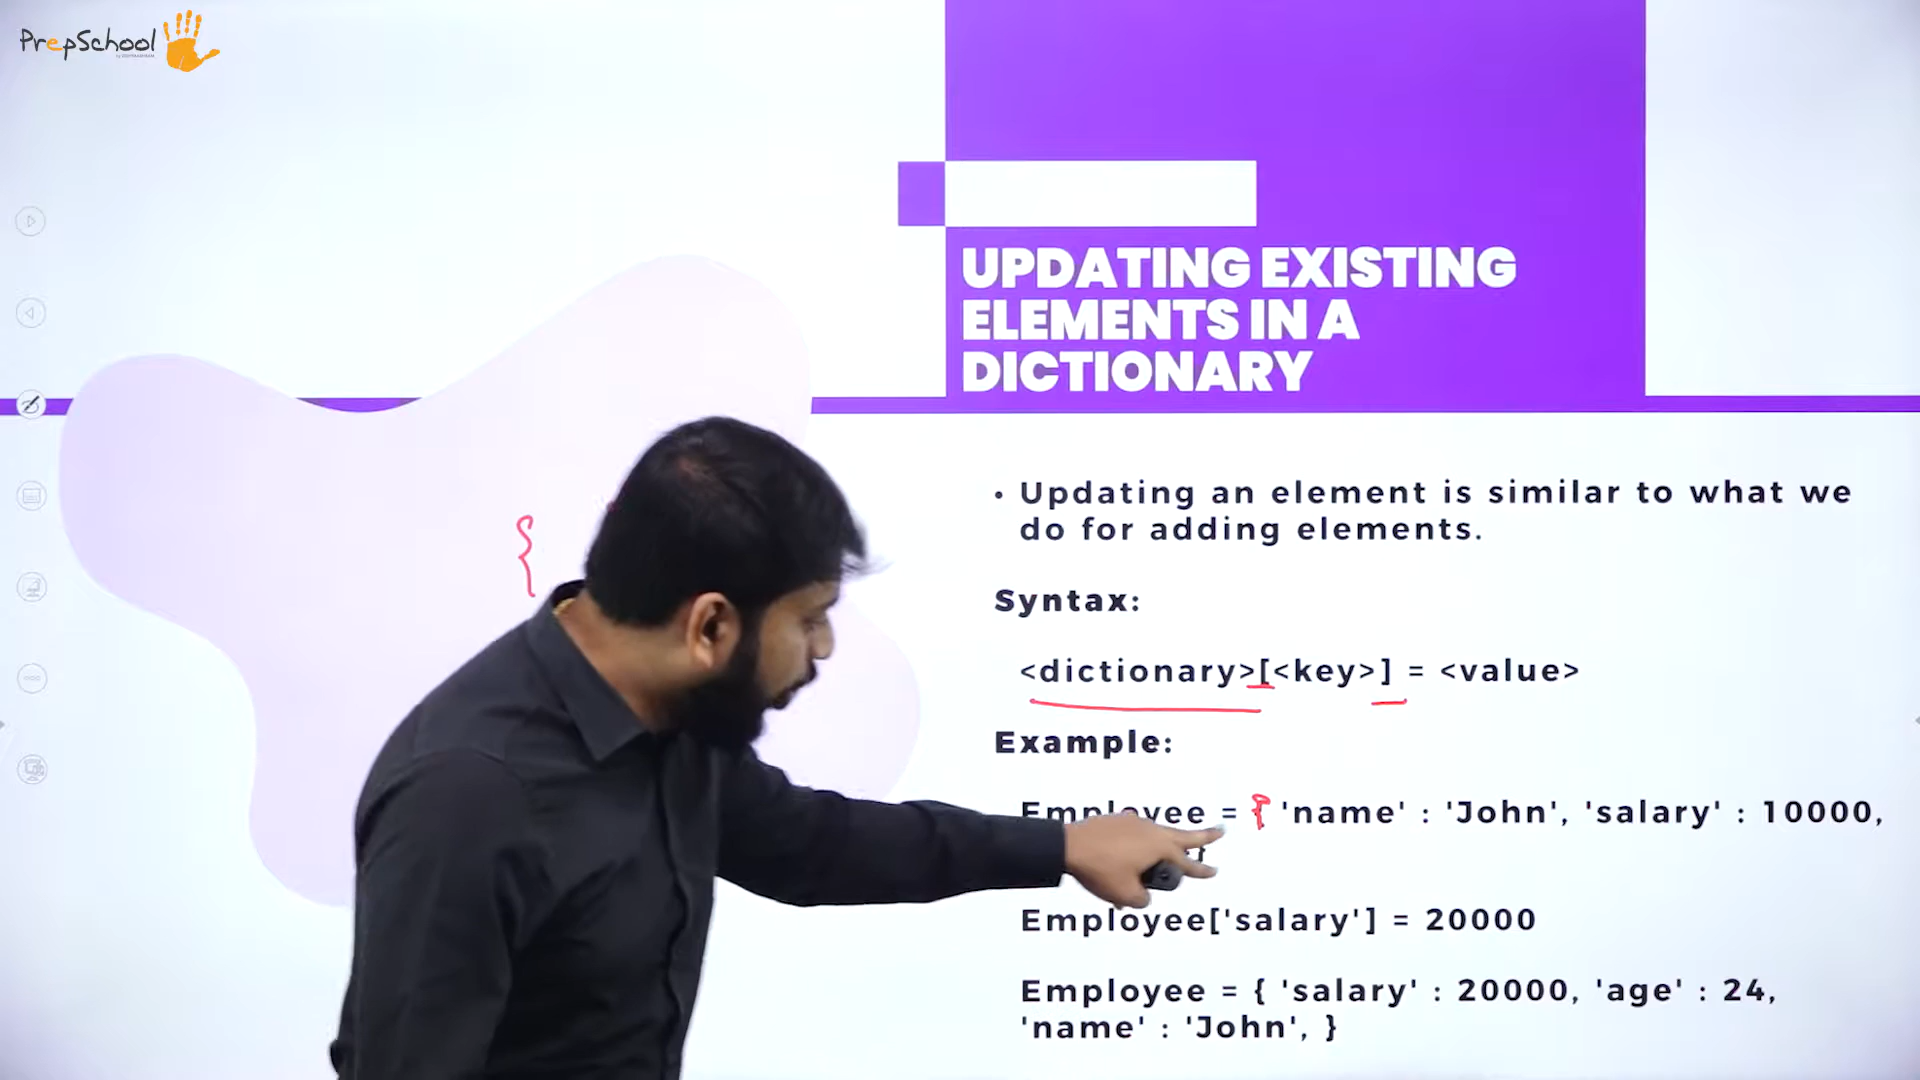 PrepSchool
UPDATING EXISTING
ELEMENTS IN A
DICTIONARY
• Updating an element is similar to what we
do for adding elements.
Syntax:
<dictionary>[<key>] = <value>
Example:
Employee = { 'name' : 'John', 'salary' : 10000,
Employee['salary'] = 20000
Employee = { 'salary' : 20000, 'age' : 24,
'name' : 'John', }
{